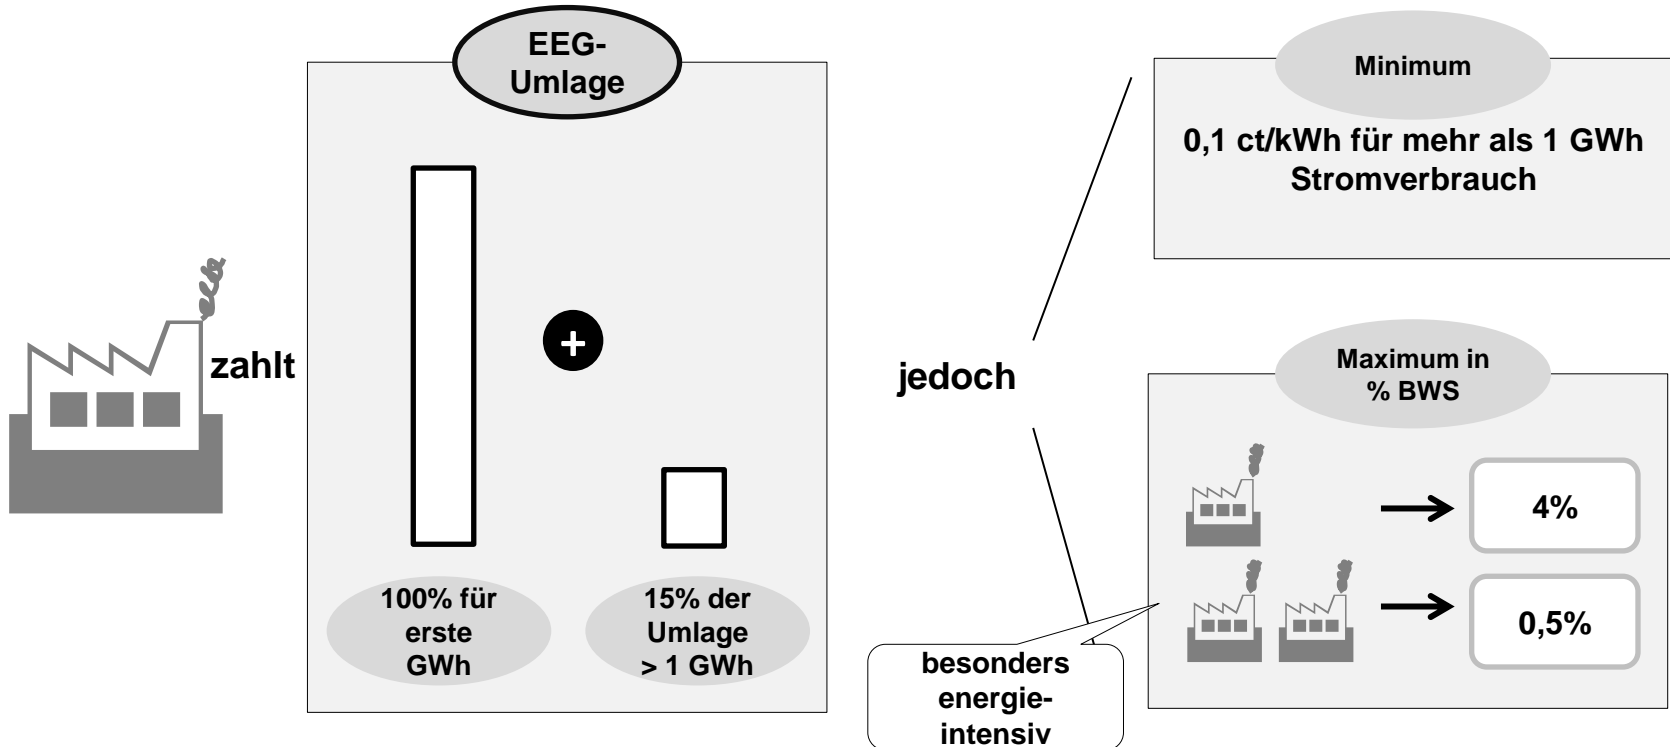 EEG-
Umlage
zahlt
+
100% für
erste
GWh
15% der
Umlage
> 1 GWh
jedoch
Minimum
0,1 ct/kWh für mehr als 1 GWh
Stromverbrauch
Maximum in
% BWS
4%
0,5%
besonders
energie-
intensiv